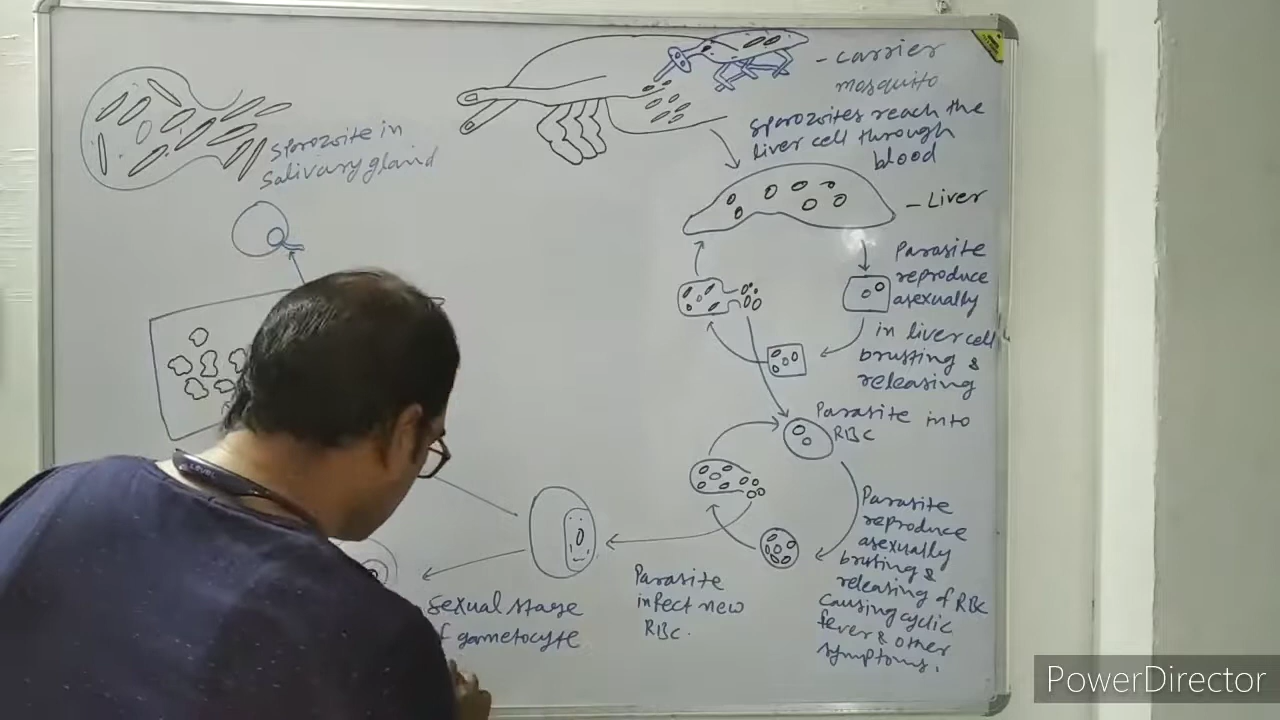 - Carrier
mosquito
Sporozoites reach the
liver cell through
blood
Sporozoite in
Salivary gland
- Liver
Parasite
reproduce
asexually
in liver cell
brusting &
releasing
Parasite into
RBC
Parasite
reproduce
asexually
brusting &
releasing of RBC
causing cyclic
fever & other
symptoms.
Parasite
infect new
RBC.
Sexual stage
f gametocyte
LEVEL
PowerDirector